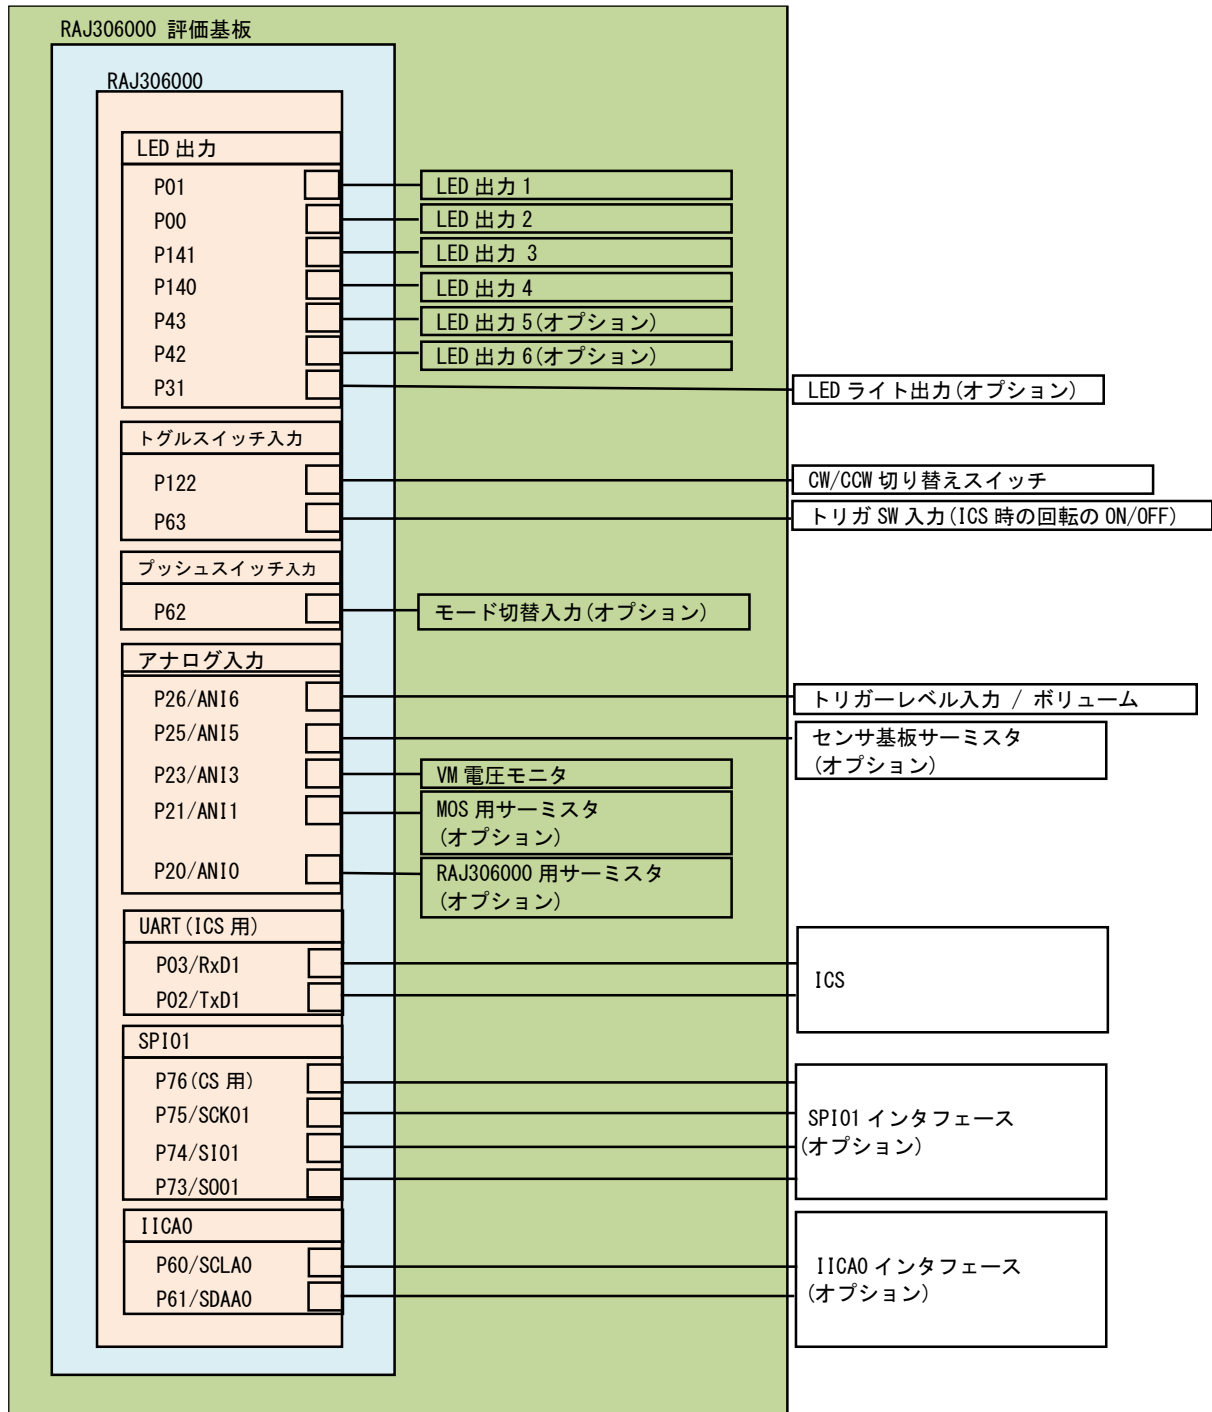 RAJ306000 評価基板
RAJ306000
LED 出力
P01
LED 出力 1
P00
LED 出力 2
P141
LED 出力 3
P140
LED 出力 4
P43
LED 出力 5(オプション)
P42
LED 出力 6(オプション)
P31
LED ライト出力(オプション)
トグルスイッチ入力
P122
CW/CCW 切り替えスイッチ
P63
トリガ SW 入力(ICS 時の回転の ON/OFF)
プッシュスイッチ入力
P62
モード切替入力(オプション)
アナログ入力
P26/ANI6
トリガーレベル入力 / ボリューム
P25/ANI5
センサ基板サーミスタ
(オプション)
P23/ANI3
VM 電圧モニタ
P21/ANI1
MOS 用サーミスタ
(オプション)
P20/ANI0
RAJ306000 用サーミスタ
(オプション)
UART(ICS 用)
P03/RxD1
P02/TxD1
ICS
SPI01
P76(CS 用)
P75/SCK01
P74/SI01
P73/SO01
SPI01 インタフェース
(オプション)
IICA0
P60/SCLA0
P61/SDAA0
IICA0 インタフェース
(オプション)